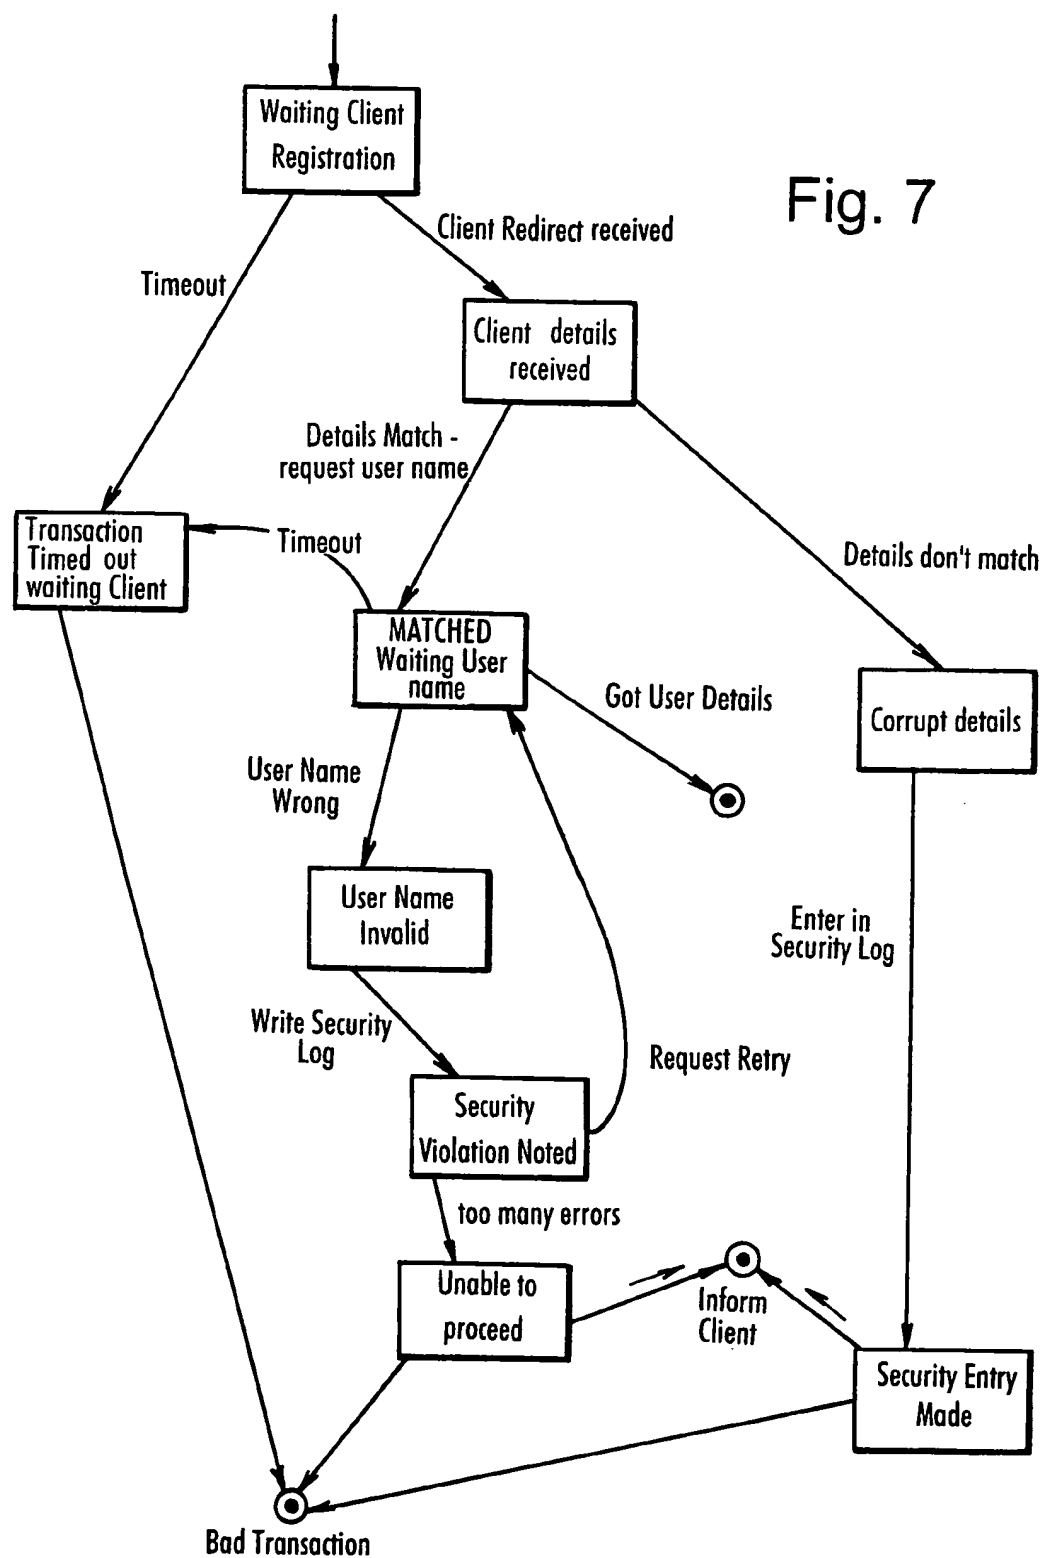 Waiting Client
Registration
Fig. 7
Client Redirect received
Timeout
Client details
received
Details Match -
request user name
Transaction
Timed out
waiting Client
Timeout
Details don't match
MATCHED
Waiting User
name
Got User Details
Corrupt details
User Name
Wrong
User Name
Invalid
Enter in
Security Log
Write Security
Log
Request Retry
Security
Violation Noted
too many errors
Unable to
proceed
Inform
Client
Security Entry
Made
Bad Transaction